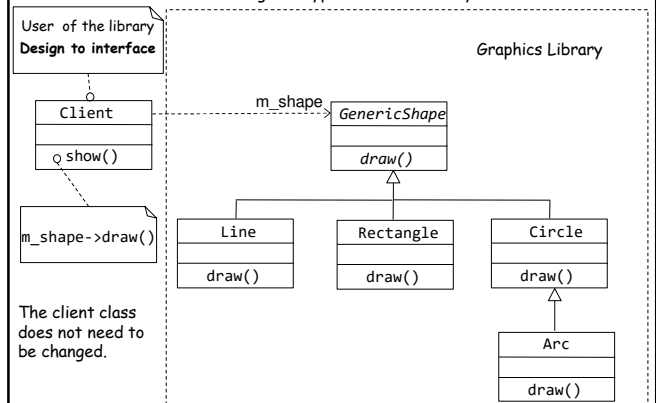 User of the library
Design to interface
Graphics Library
Client
show()
m_shape
GenericShape
draw()
m_shape->draw()
Line
draw()
Rectangle
draw()
Circle
draw()
The client class
does not need to
be changed.
Arc
draw()